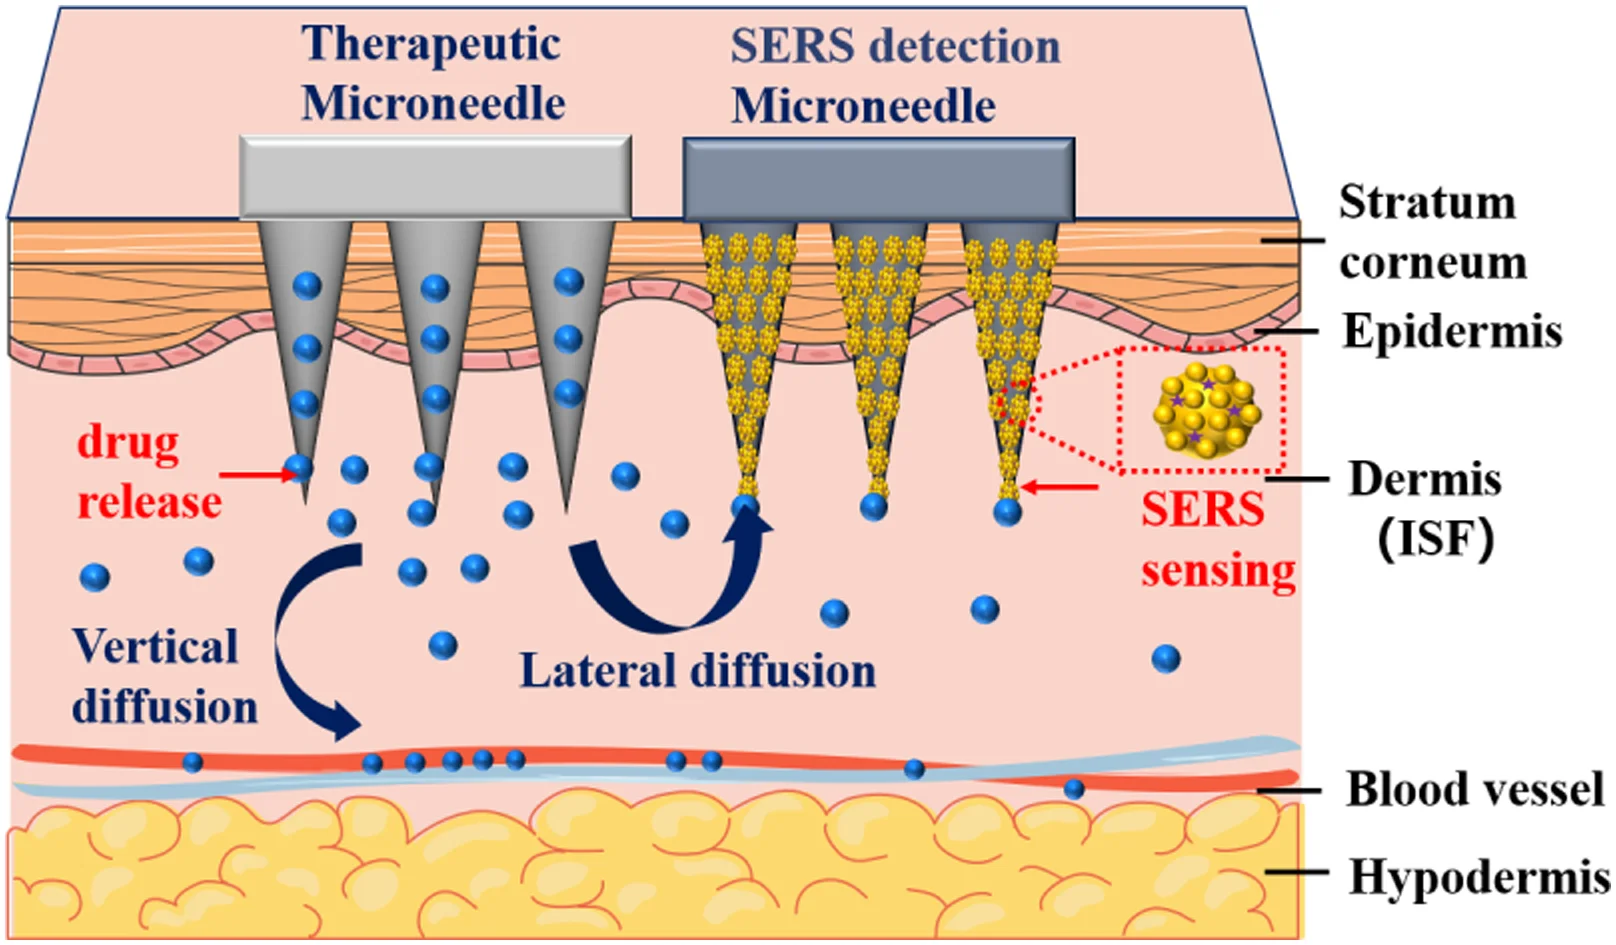 Therapeutic
Microneedle
SERS detection
Microneedle
Stratum
corneum
Epidermis
drug
release
Dermis
(ISF)
SERS
sensing
Vertical
diffusion
Lateral diffusion
Blood vessel
Hypodermis